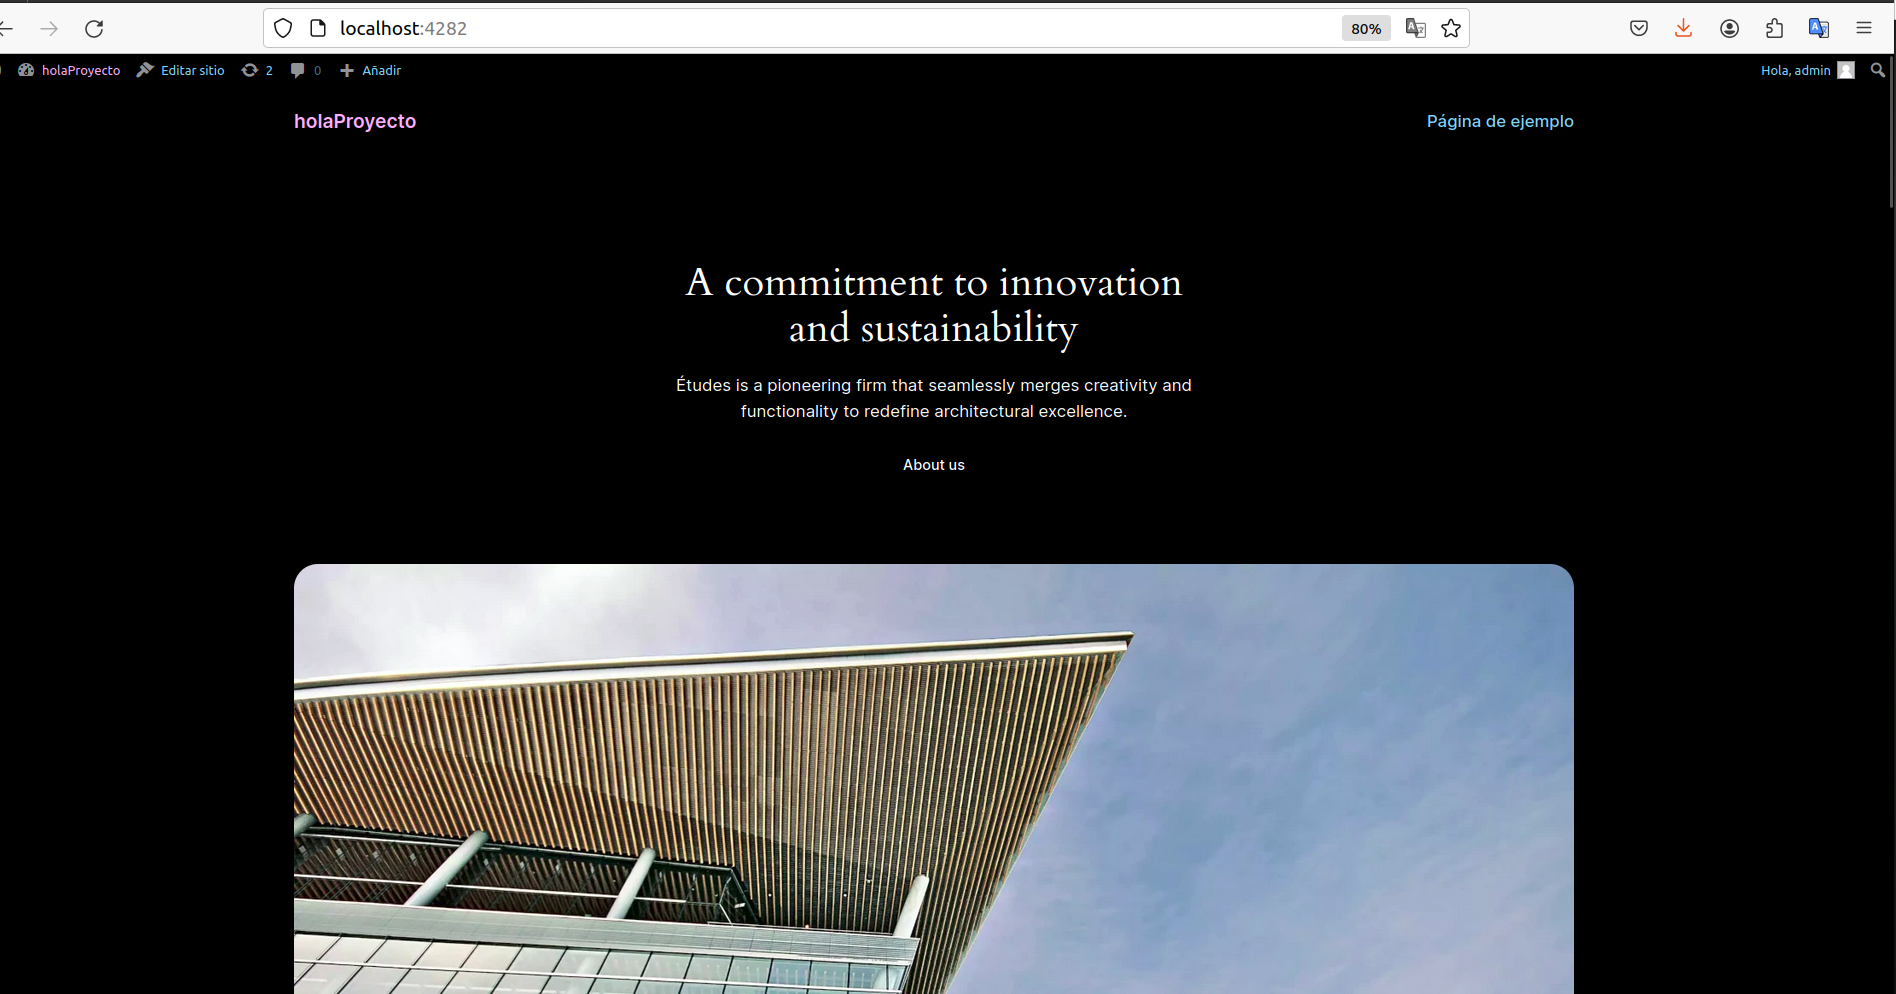 localhost:4282
80%
holaProyecto
Editar sitio
2
0
Añadir
Hola, admin
holaProyecto
Página de ejemplo
A commitment to innovation
and sustainability
Études is a pioneering firm that seamlessly merges creativity and
functionality to redefine architectural excellence.
About us